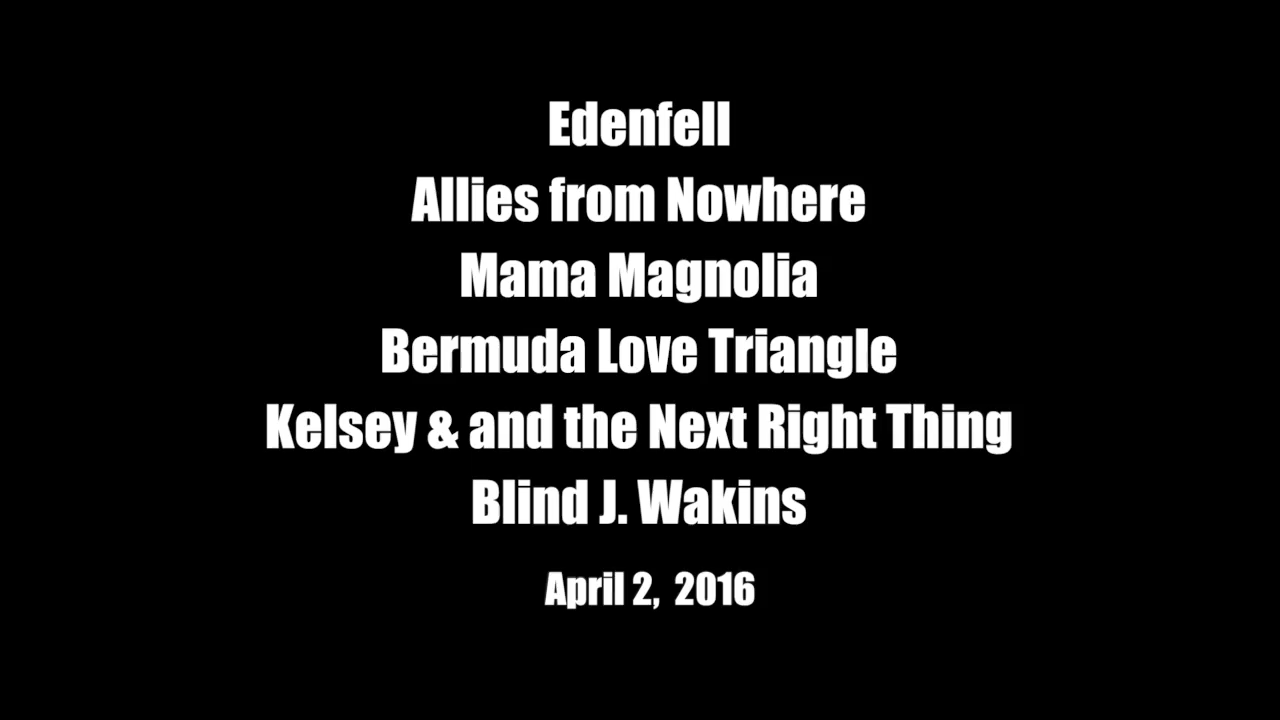 Edenfell
Allies from Nowhere
Mama Magnolia
Bermuda Love Triangle
Kelsey & and the Next Right Thing
Blind J. Wakins
April 2, 2016